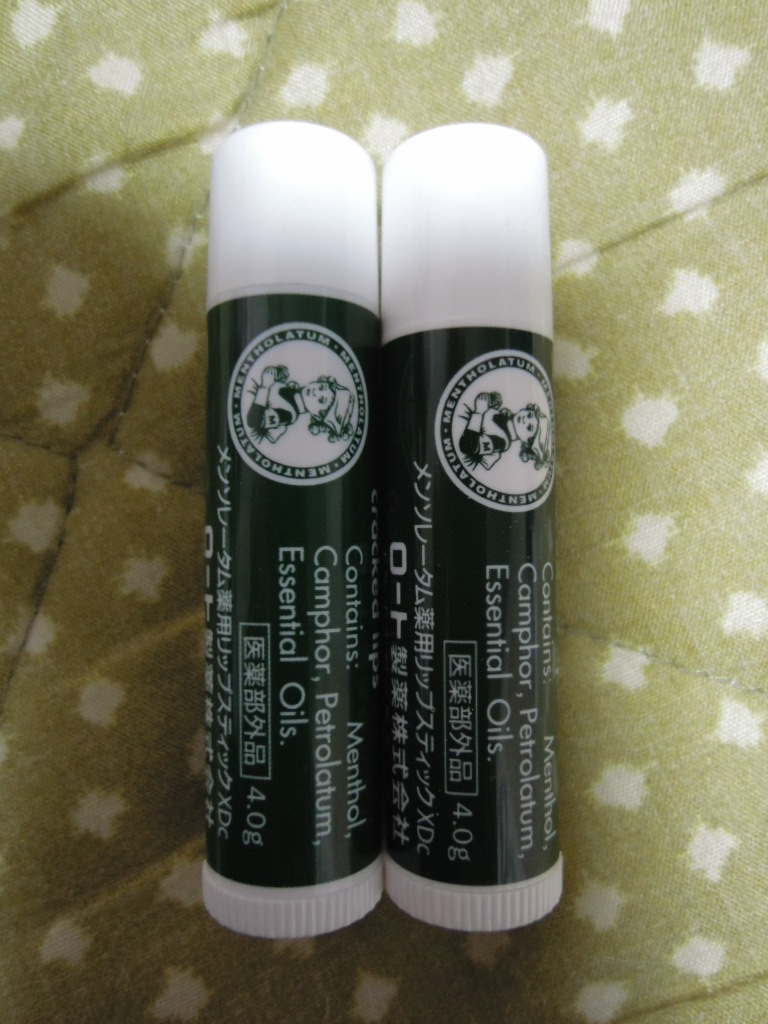 MENTHOLATUM · MENTHOLATUM · MENTHOLATUM ·
cracked lips
Contains: Menthol,
Camphor, Petrolatum,
Essential Oils.
医薬部外品 4.0g
メンソレータム薬用リップスティックXDc
ロート製薬株式会社
MENTHOLATUM · MENTHOLATUM
Contains: Menthol,
Camphor, Petrolatum,
Essential Oils.
医薬部外品 4.0g
メンソレータム薬用リップスティックXDc
ロート製薬株式会社